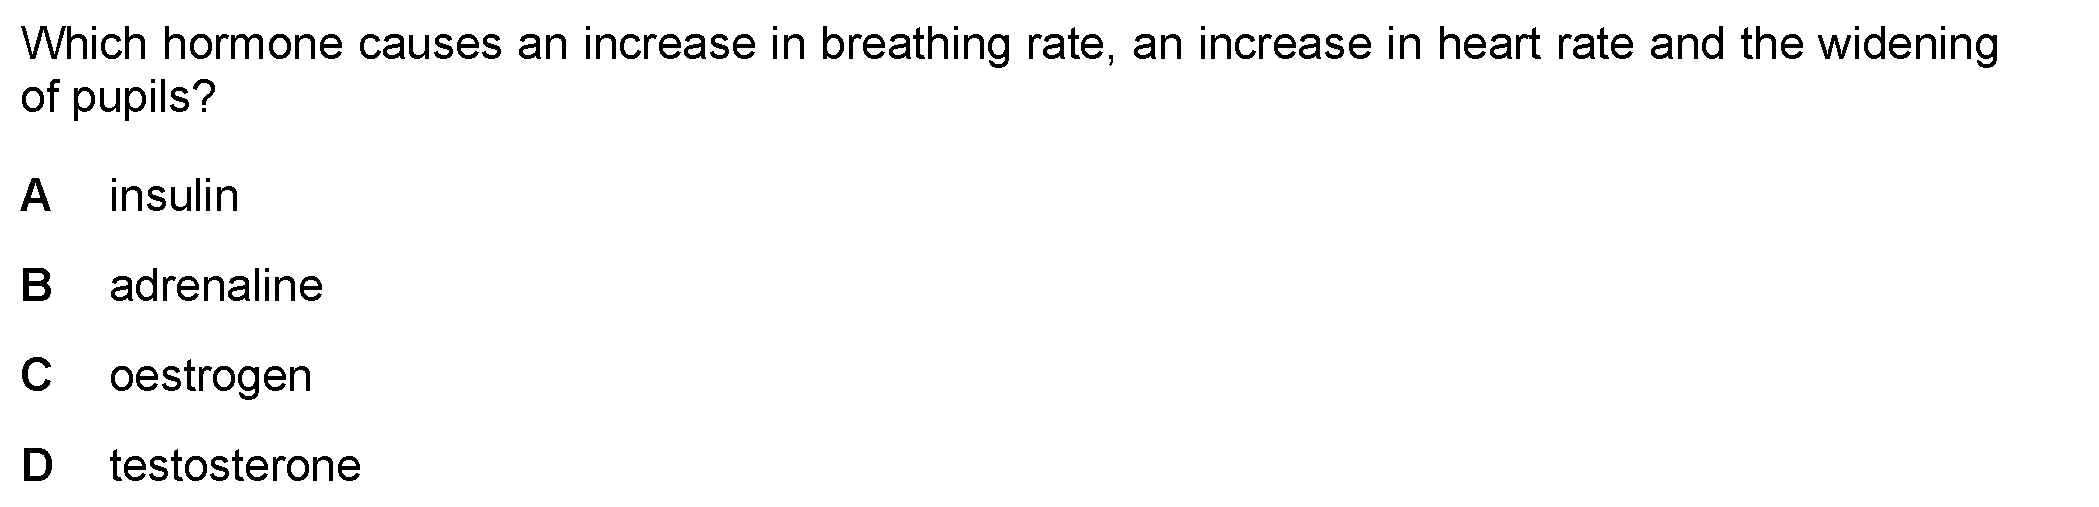 Which hormone causes an increase in breathing rate, an increase in heart rate and the widening
of pupils?
A insulin
B adrenaline
C oestrogen
D testosterone